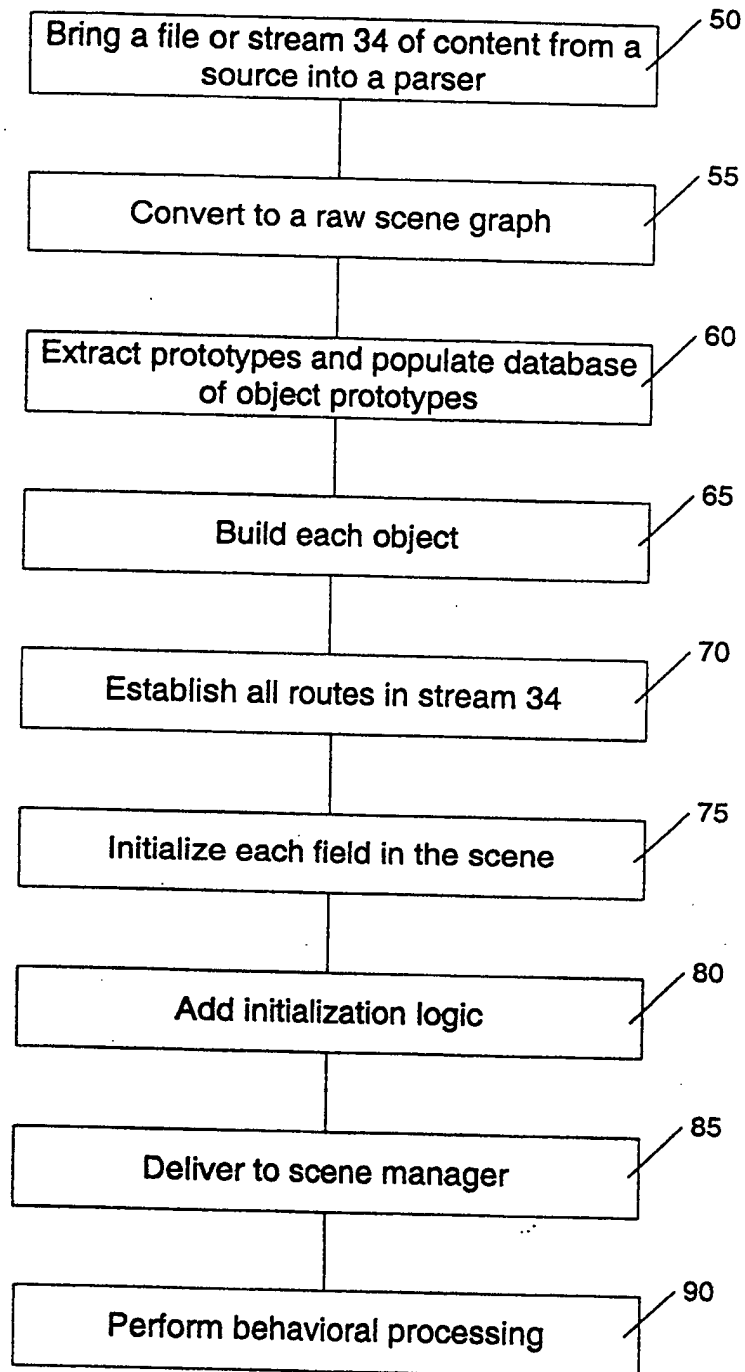 50
Bring a file or stream 34 of content from a
source into a parser
55
Convert to a raw scene graph
60
Extract prototypes and populate database
of object prototypes
65
Build each object
70
Establish all routes in stream 34
75
Initialize each field in the scene
80
Add initialization logic
85
Deliver to scene manager
90
Perform behavioral processing